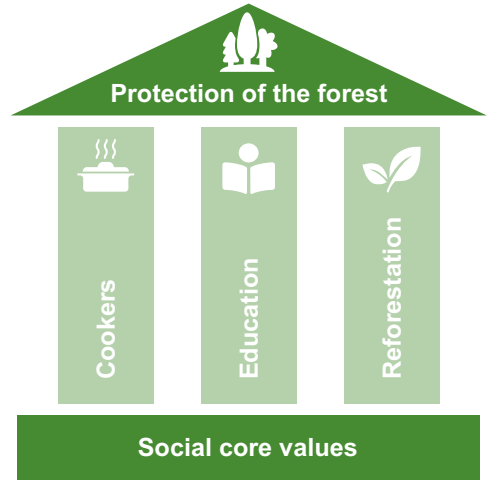 Protection of the forest
Cookers
Education
Reforestation
Social core values